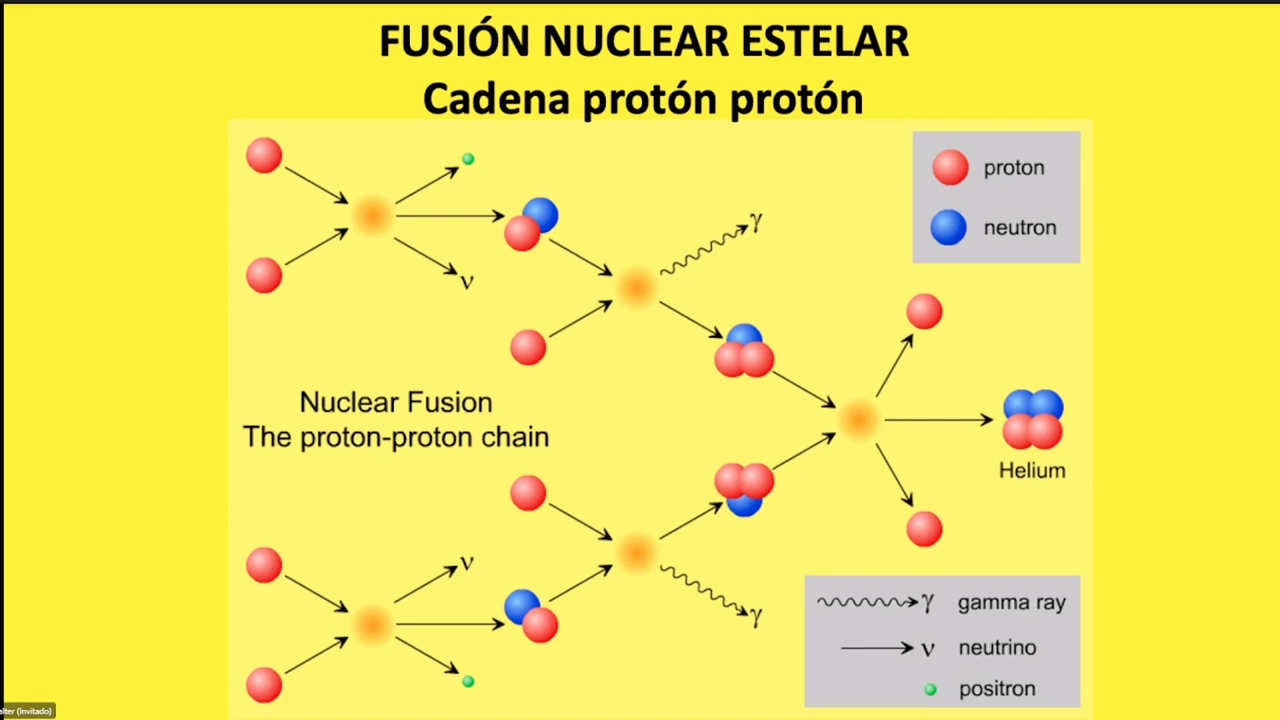 FUSIÓN NUCLEAR ESTELAR
Cadena protón protón
proton
neutron
γ
ν
Nuclear Fusion
The proton-proton chain
Helium
ν
γ
γ gamma ray
ν neutrino
positron
(Invitado)